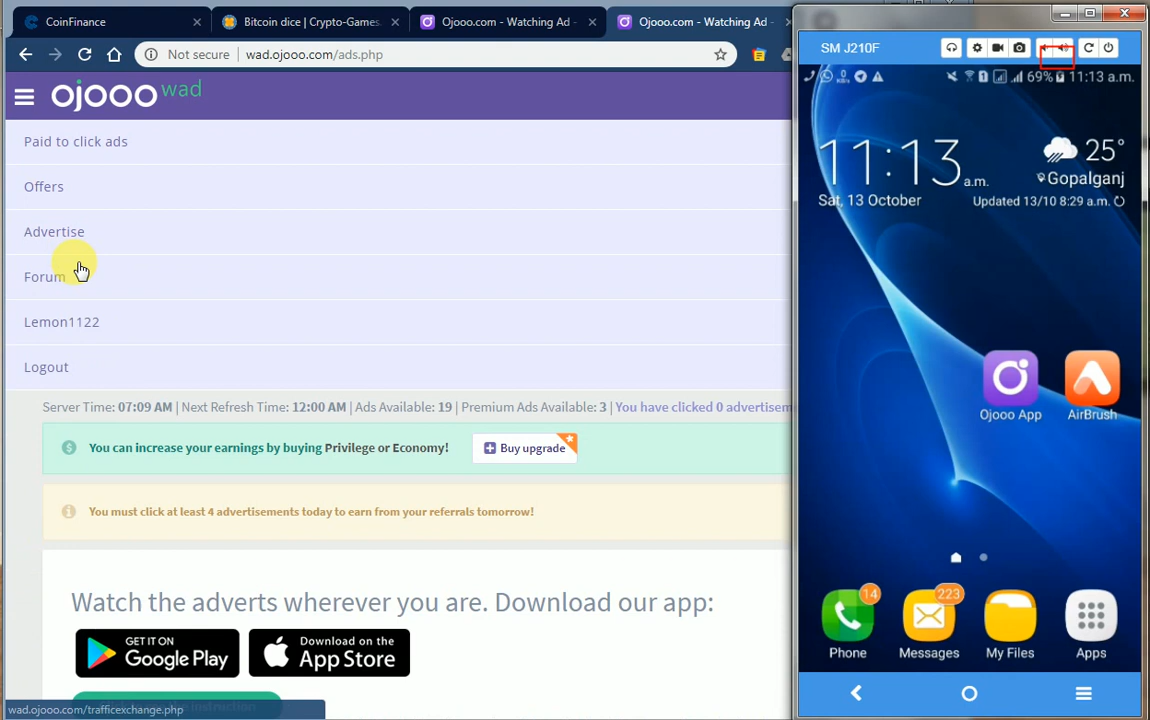 CoinFinance
Bitcoin dice | Crypto-Games.
Ojooo.com - Watching Ad -
Ojooo.com - Watching Ad -
Not secure
wad.ojooo.com/ads.php
ojooo wad
Paid to click ads
Offers
Advertise
Forum
Lemon1122
Logout
Server Time: 07:09 AM | Next Refresh Time: 12:00 AM | Ads Available: 19 | Premium Ads Available: 3 | You have clicked 0 advertisem
You can increase your earnings by buying Privilege or Economy!
Buy upgrade
You must click at least 4 advertisements today to earn from your referrals tomorrow!
Watch the adverts wherever you are. Download our app:
GET IT ON
Google Play
Download on the
App Store
wad.ojooo.com/trafficexchange.php
SM J210F
69% 11:13 a.m.
11:13 a.m.
Sat, 13 October
25°
Gopalganj
Updated 13/10 8:29 a.m.
Ojooo App
AirBrush
14
223
Phone
Messages
My Files
Apps